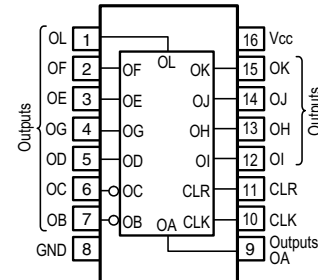 OL 1 16 Vcc
OF 2 OF OL OK 15 OK
OE 3 OE OJ 14 OJ
OG 4 OG OH 13 OH
OD 5 OD OI 12 OI
OC 6 OC CLR 11 CLR
OB 7 OB OA CLK 10 CLK
GND 8 9 Outputs
OA
Outputs
Outputs